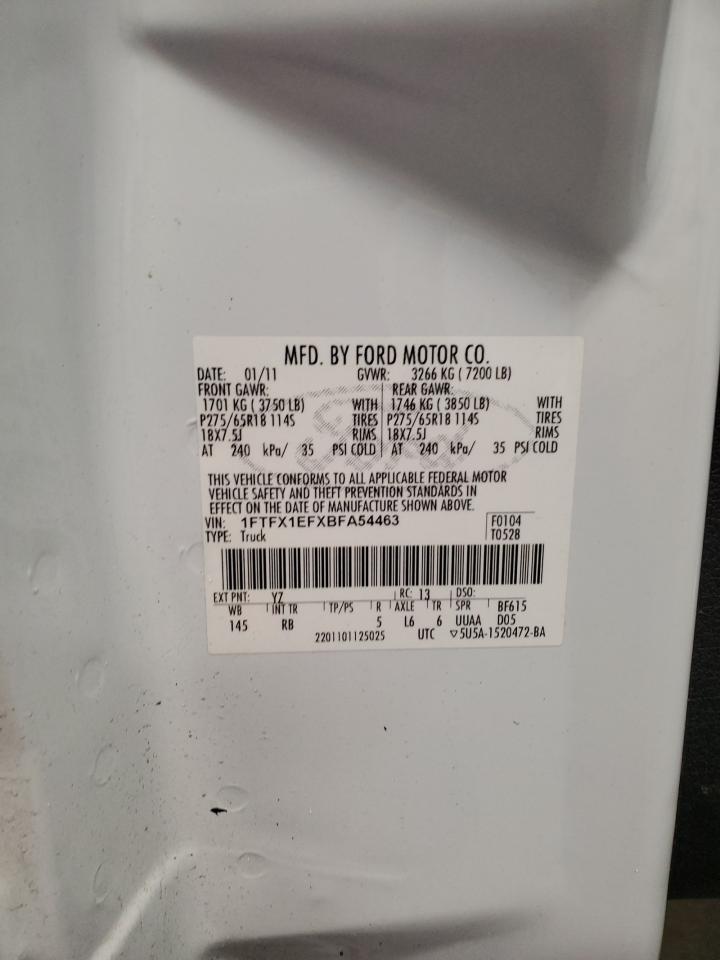 MFD. BY FORD MOTOR CO.
DATE: 01/11 GVWR: 3266 KG ( 7200 LB)
FRONT GAWR: REAR GAWR:
1701 KG ( 3750 LB) WITH 1746 KG ( 3850 LB) WITH
P275/65R18 114S TIRES P275/65R18 114S TIRES
18X7.5J RIMS 18X7.5J RIMS
AT 240 kPa/ 35 PSI COLD AT 240 kPa/ 35 PSI COLD
THIS VEHICLE CONFORMS TO ALL APPLICABLE FEDERAL MOTOR
VEHICLE SAFETY AND THEFT PREVENTION STANDARDS IN
EFFECT ON THE DATE OF MANUFACTURE SHOWN ABOVE.
VIN: 1FTFX1EFXBFA54463 F0104
TYPE: Truck T0528
EXT PNT: YZ RC: 13 DSO:
WB INT TR TP/PS R AXLE TR SPR BF615
145 RB 5 L6 6 UUAA D05
2201101125025 UTC ▽5U5A-1520472-BA